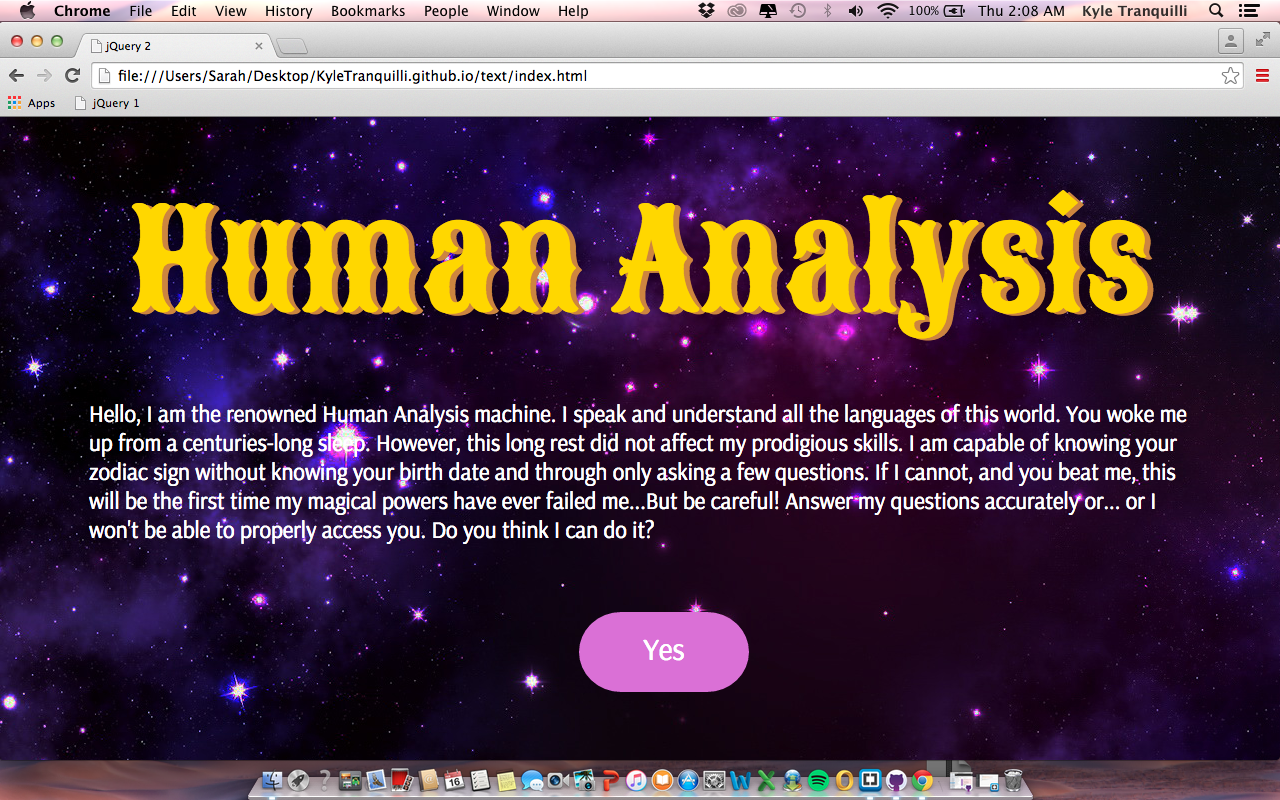 Chrome File Edit View History Bookmarks People Window Help 100% Thu 2:08 AM Kyle Tranquilli
jQuery 2
file:///Users/Sarah/Desktop/KyleTranquilli.github.io/text/index.html
Apps jQuery 1
Human Analysis
Hello, I am the renowned Human Analysis machine. I speak and understand all the languages of this world. You woke me
up from a centuries-long sleep. However, this long rest did not affect my prodigious skills. I am capable of knowing your
zodiac sign without knowing your birth date and through only asking a few questions. If I cannot, and you beat me, this
will be the first time my magical powers have ever failed me...But be careful! Answer my questions accurately or... or I
won't be able to properly access you. Do you think I can do it?
Yes
16